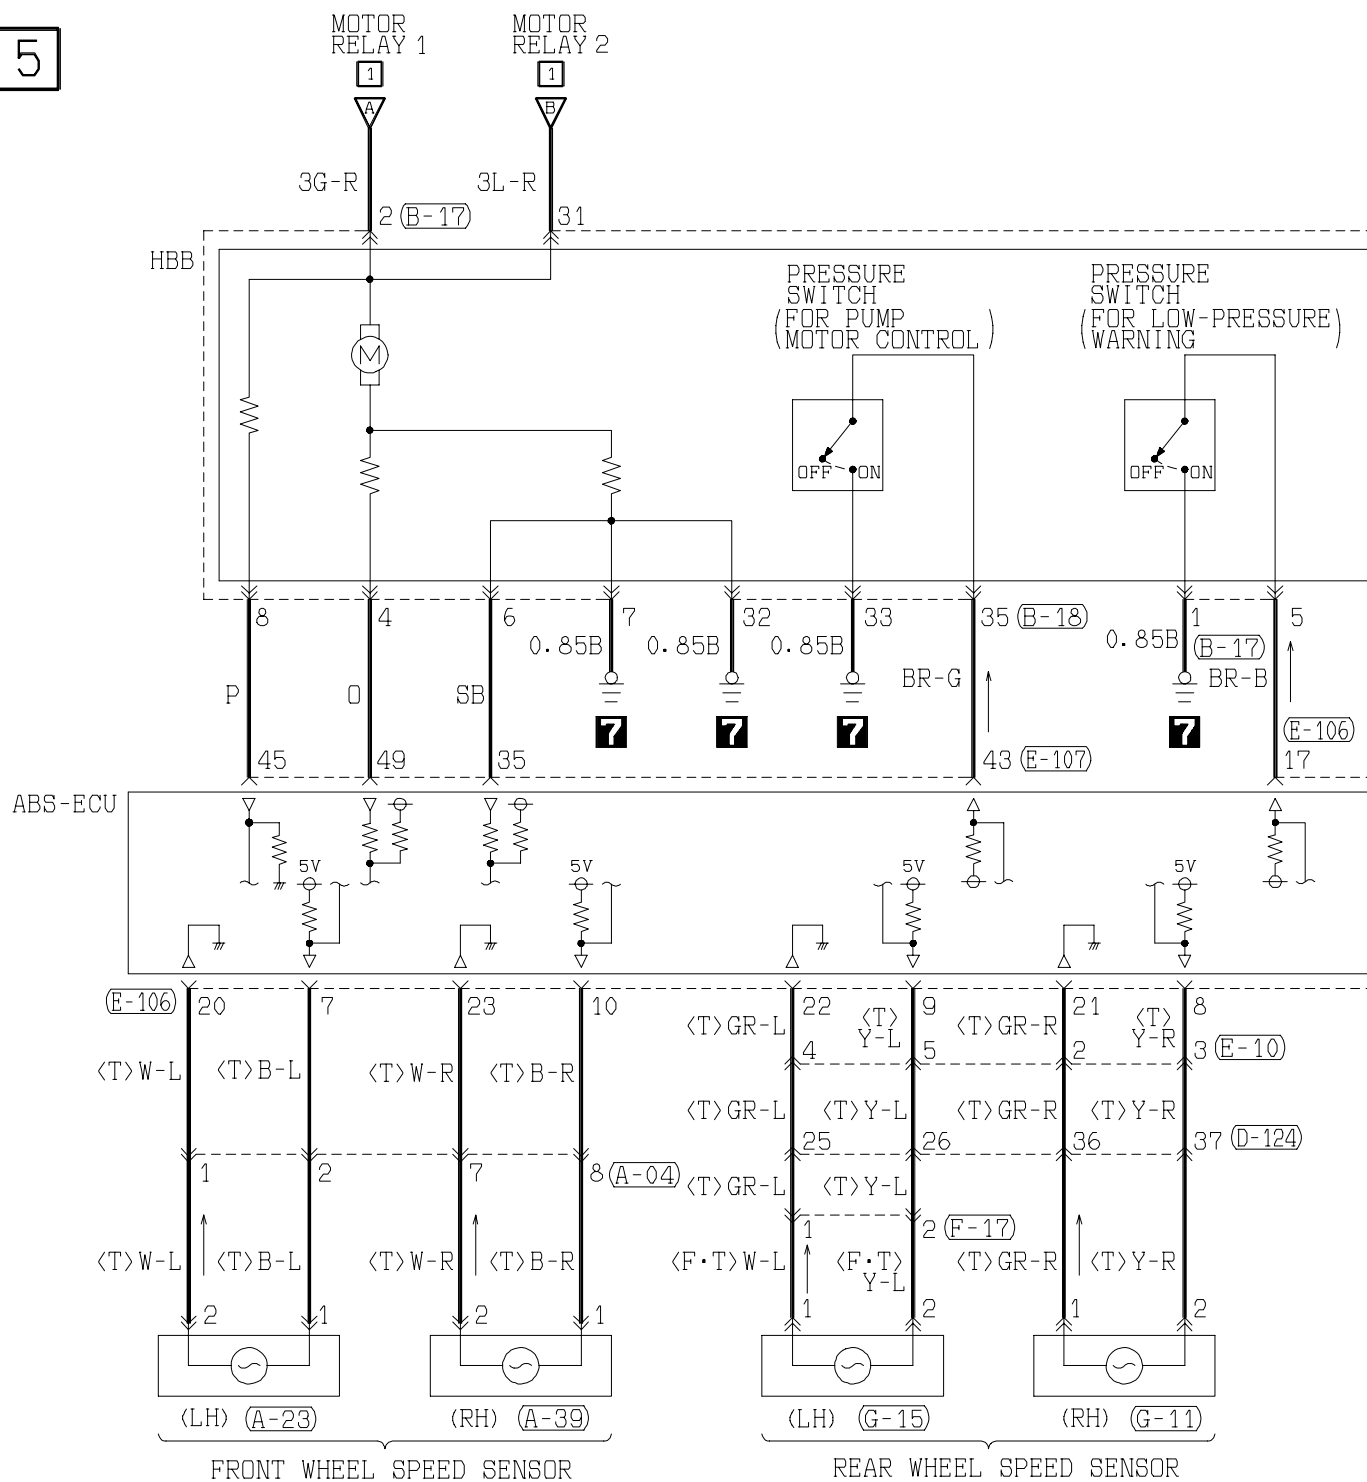 5
MOTOR
RELAY 1
MOTOR
RELAY 2
1
1
A
B
3G-R
3L-R
2 (B-17)
31
HBB
PRESSURE
SWITCH
(FOR PUMP
MOTOR CONTROL)
PRESSURE
SWITCH
(FOR LOW-PRESSURE)
WARNING
M
OFF ON
OFF ON
8
4
6
7
32
33
35 (B-18)
1
(B-17)
5
0.85B
0.85B
0.85B
0.85B
P
O
SB
BR-G
BR-B
7
7
7
7
(E-106)
45
49
35
43 (E-107)
17
ABS-ECU
5V
5V
5V
5V
(E-106) 20
7
23
10
22
9
21
8
<T>GR-L
<T>
Y-L
<T>GR-R
<T>
Y-R
4
5
2
3 (E-10)
<T>W-L
<T>B-L
<T>W-R
<T>B-R
<T>GR-L
<T>Y-L
<T>GR-R
<T>Y-R
25
26
36
37 (D-124)
1
2
7
8 (A-04)
<T>GR-L
<T>Y-L
1
2 (F-17)
<T>W-L
<T>B-L
<T>W-R
<T>B-R
<F·T>W-L
<F·T>
Y-L
<T>GR-R
<T>Y-R
2
1
2
1
1
2
1
2
(LH) (A-23)
(RH) (A-39)
(LH) (G-15)
(RH) (G-11)
FRONT WHEEL SPEED SENSOR
REAR WHEEL SPEED SENSOR